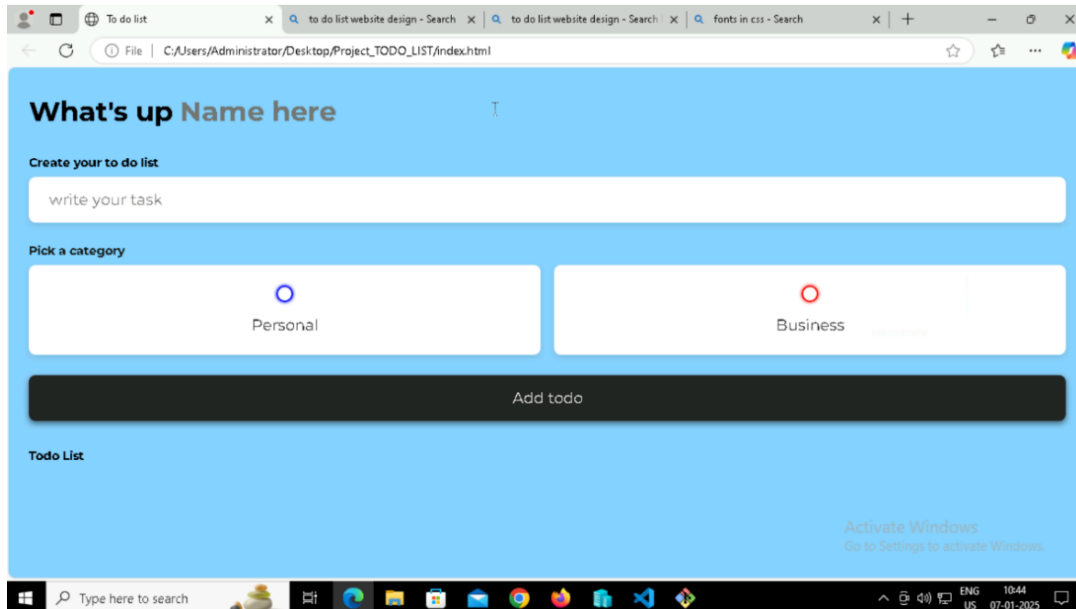 To do list
to do list website design - Search
to do list website design - Search
fonts in css - Search
File
C:/Users/Administrator/Desktop/Project_TODO_LIST/index.html
What's up Name here
Create your to do list
write your task
Pick a category
Personal
Business
Add todo
Todo List
Activate Windows
Go to Settings to activate Windows.
Type here to search
ENG
US
10:44
07-01-2025